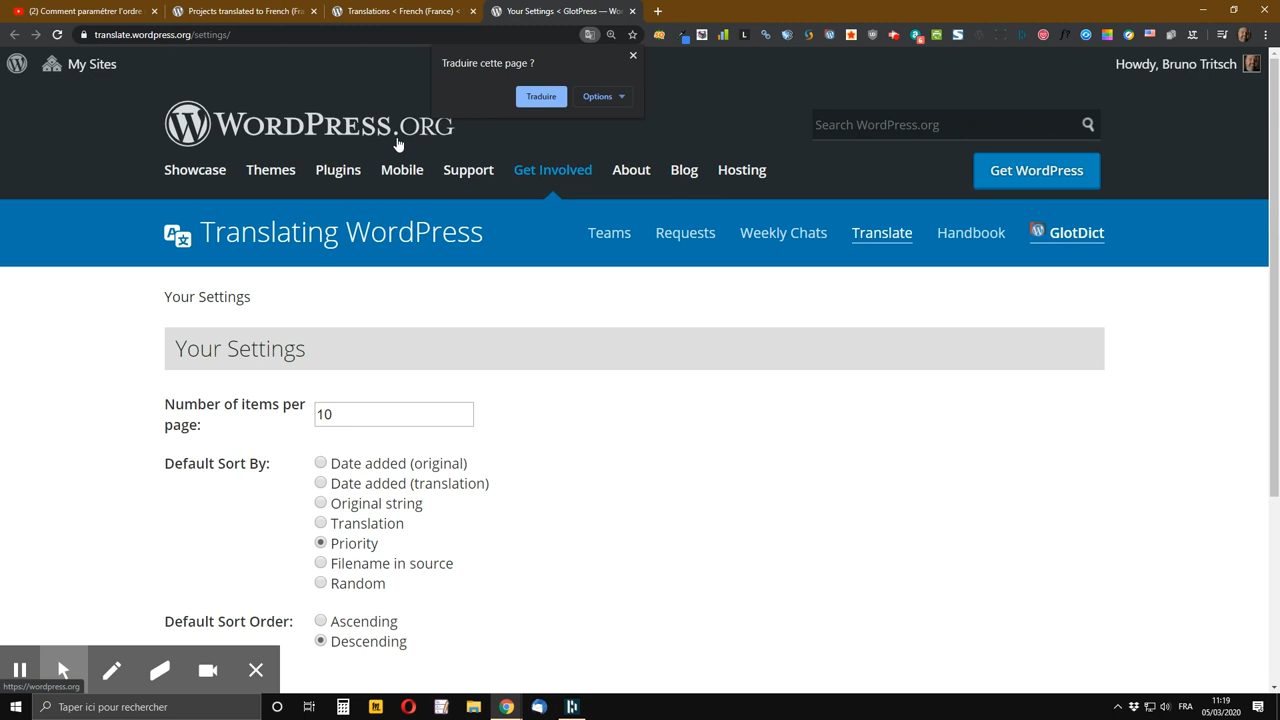 (2) Comment paramétrer l'ordre
Projects translated to French (Fra
Translations < French (France) <
Your Settings < GlotPress — Wo
translate.wordpress.org/settings/
My Sites
Howdy, Bruno Tritsch
Traduire cette page ?
Traduire
Options
WORDPRESS.ORG
Search WordPress.org
Showcase
Themes
Plugins
Mobile
Support
Get Involved
About
Blog
Hosting
Get WordPress
Translating WordPress
Teams
Requests
Weekly Chats
Translate
Handbook
GlotDict
Your Settings
Your Settings
Number of items per
page:
10
Default Sort By:
Date added (original)
Date added (translation)
Original string
Translation
Priority
Filename in source
Random
Default Sort Order:
Ascending
Descending
https://wordpress.org
Taper ici pour rechercher
FRA
11:19
05/03/2020